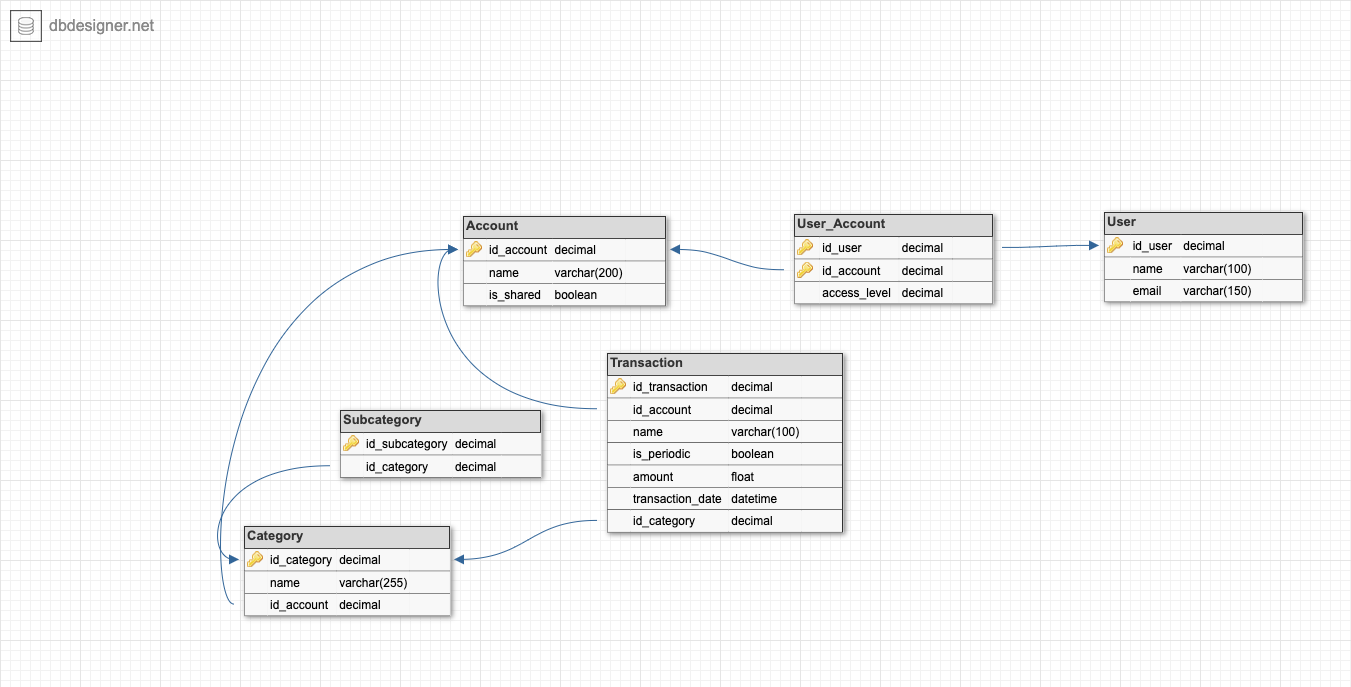 dbdesigner.net
Account
id_account decimal
name varchar(200)
is_shared boolean
User_Account
id_user decimal
id_account decimal
access_level decimal
User
id_user decimal
name varchar(100)
email varchar(150)
Transaction
id_transaction decimal
id_account decimal
name varchar(100)
is_periodic boolean
amount float
transaction_date datetime
id_category decimal
Subcategory
id_subcategory decimal
id_category decimal
Category
id_category decimal
name varchar(255)
id_account decimal